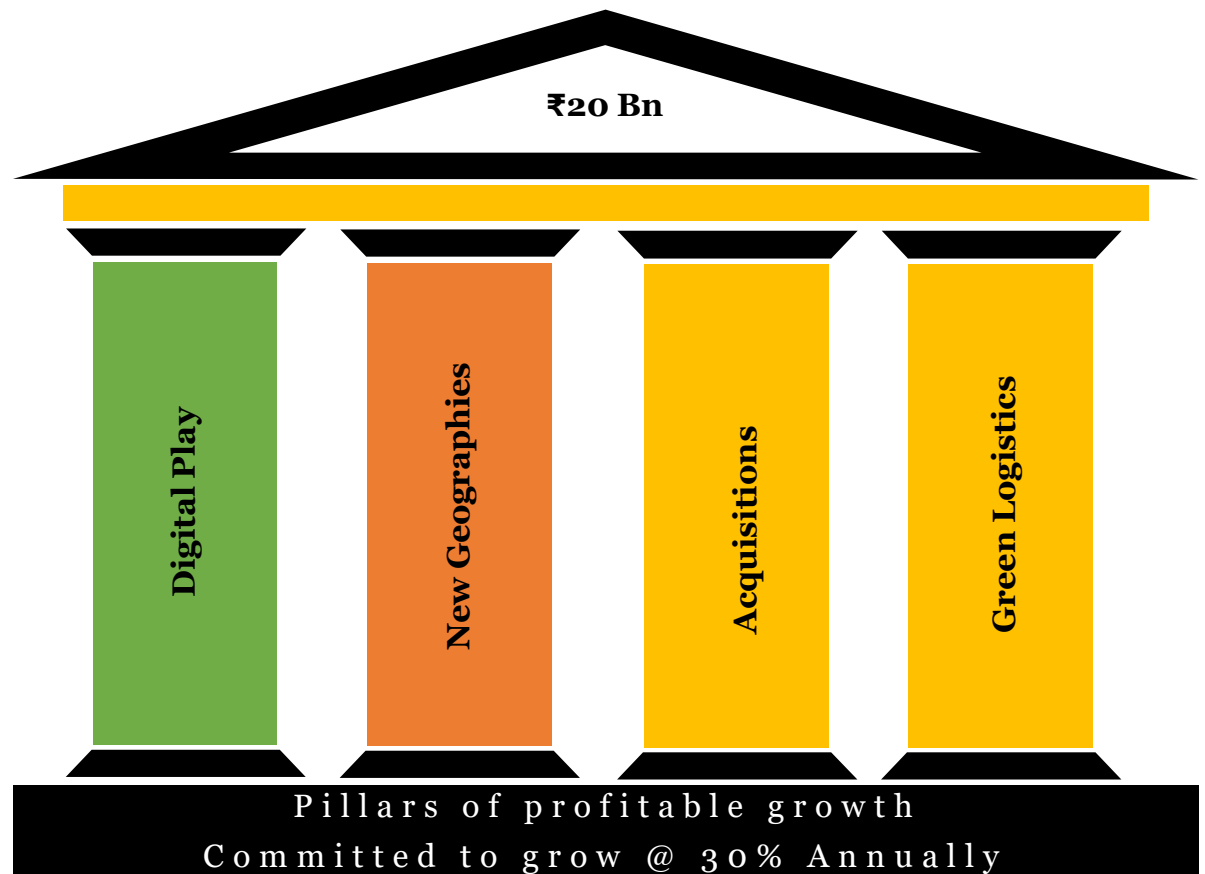 ₹20 Bn
Digital Play
New Geographies
Acquisitions
Green Logistics
Pillars of profitable growth
Committed to grow @ 30% Annually